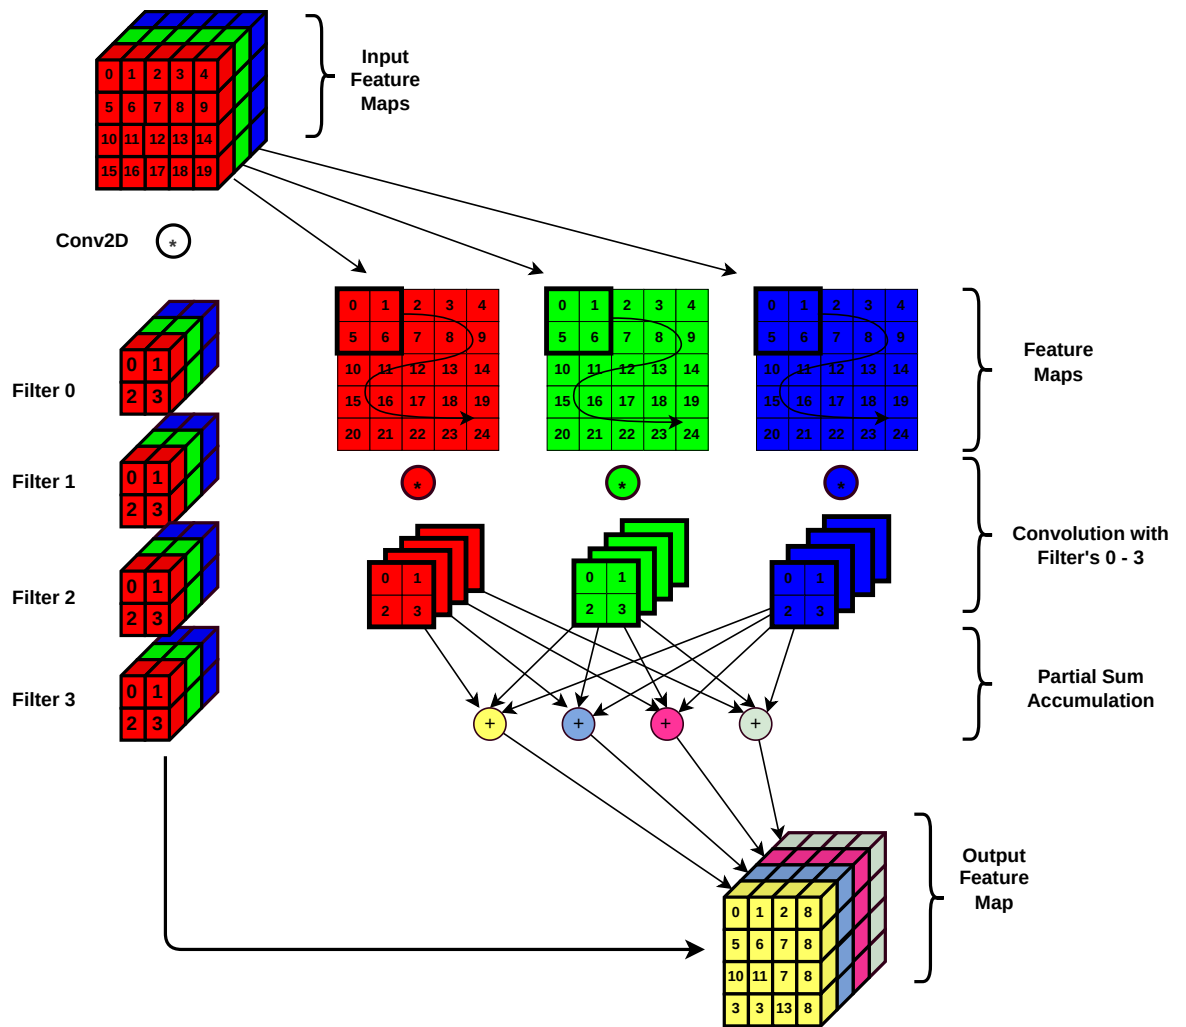 Input
Feature
Maps
0 1 2 3 4
5 6 7 8 9
10 11 12 13 14
15 16 17 18 19
Conv2D *
Filter 0
0 1
2 3
Filter 1
0 1
2 3
Filter 2
0 1
2 3
Filter 3
0 1
2 3
0 1 2 3 4
5 6 7 8 9
10 11 12 13 14
15 16 17 18 19
20 21 22 23 24
0 1 2 3 4
5 6 7 8 9
10 11 12 13 14
15 16 17 18 19
20 21 22 23 24
0 1 2 3 4
5 6 7 8 9
10 11 12 13 14
15 16 17 18 19
20 21 22 23 24
Feature
Maps
* * *
0 1
2 3
0 1
2 3
0 1
2 3
Convolution with
Filter's 0 - 3
+ + + +
Partial Sum
Accumulation
0 1 2 8
5 6 7 8
10 11 7 8
3 3 13 8
Output
Feature
Map